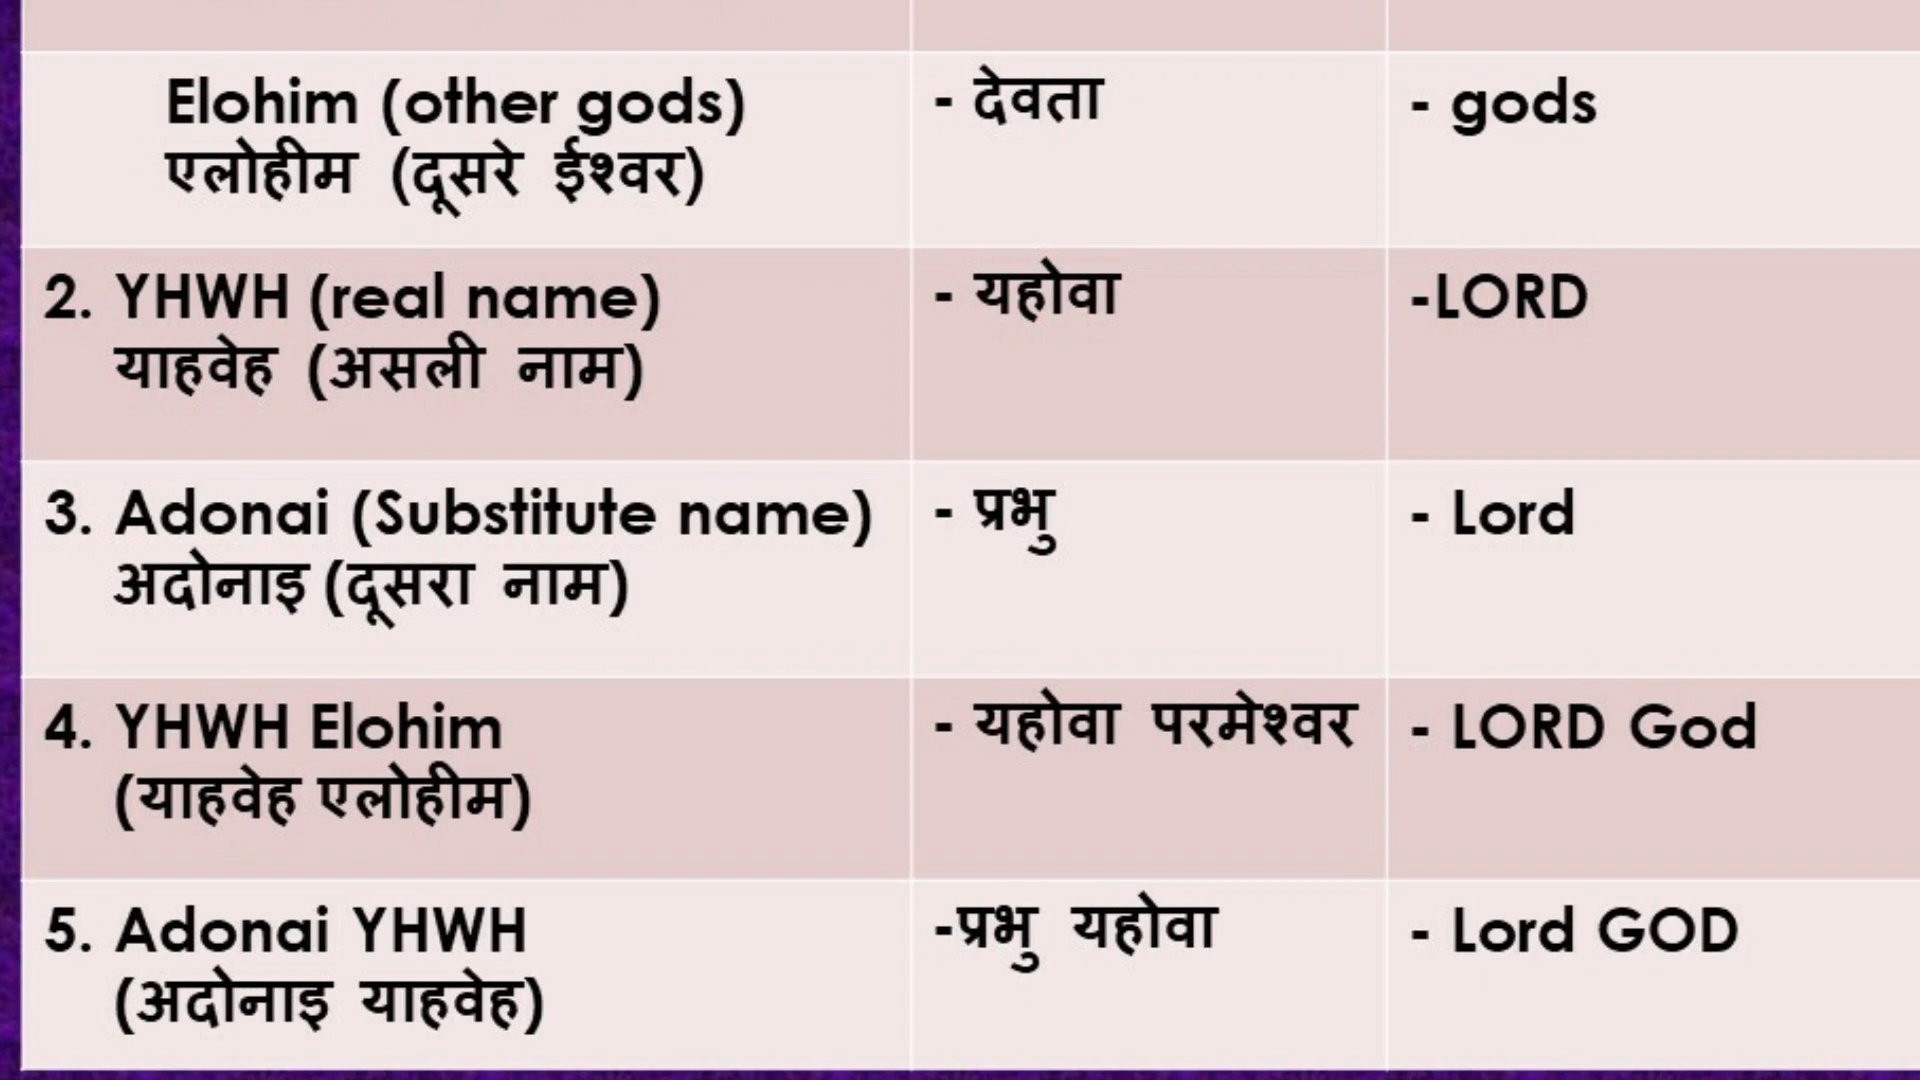 Elohim (other gods) - देवता - gods
एलोहीम (दूसरे ईश्वर)
2. YHWH (real name) - यहोवा -LORD
याहवेह (असली नाम)
3. Adonai (Substitute name) - प्रभु - Lord
अदोनाइ (दूसरा नाम)
4. YHWH Elohim - यहोवा परमेश्वर - LORD God
(याहवेह एलोहीम)
5. Adonai YHWH -प्रभु यहोवा - Lord GOD
(अदोनाइ याहवेह)